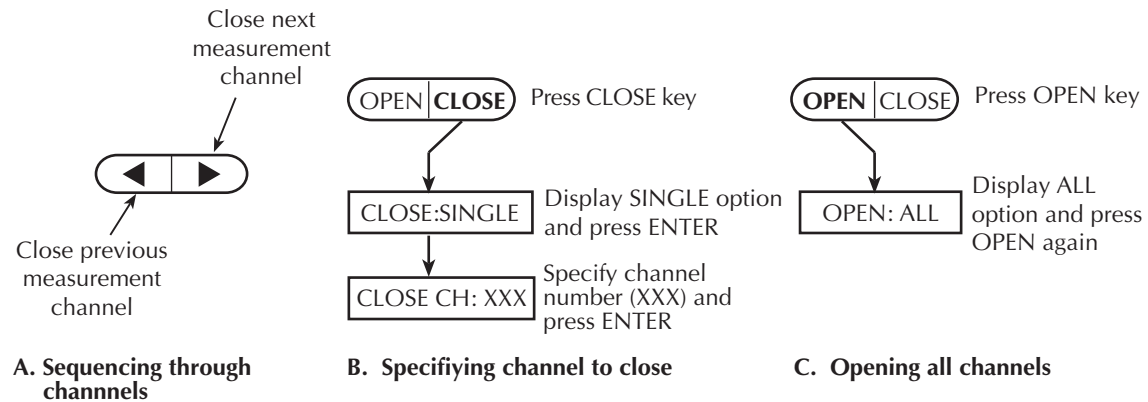 Close next
measurement
channel
Close previous
measurement
channel
A. Sequencing through
channnels
OPEN CLOSE
Press CLOSE key
CLOSE:SINGLE
Display SINGLE option
and press ENTER
CLOSE CH: XXX
Specify channel
number (XXX) and
press ENTER
B. Specifiying channel to close
OPEN CLOSE
Press OPEN key
OPEN: ALL
Display ALL
option and press
OPEN again
C. Opening all channels